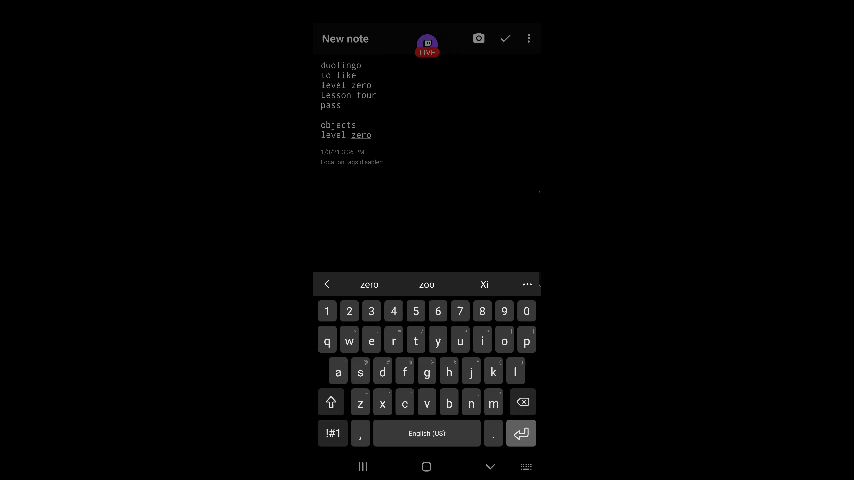 New note
LIVE
duolingo
to like
level zero
Lesson four
pass
objects
level zero
zero zoo Xi
1 2 3 4 5 6 7 8 9 0
q w e r t y u i o p
a s d f g h j k l
z x c v b n m
!#1 , English (US) .